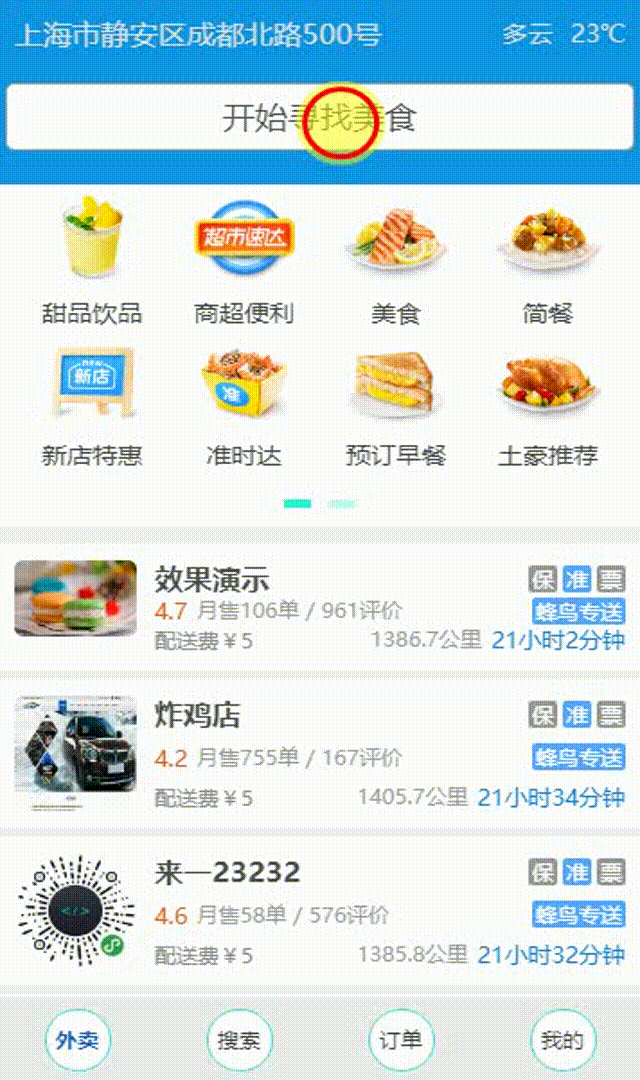 上海市静安区成都北路500号 多云 23℃
开始寻找美食
超市速达
甜品饮品 商超便利 美食 简餐
NEW
新店
准
新店特惠 准时达 预订早餐 土豪推荐
效果演示 保 准 票
4.7 月售106单 / 961评价 蜂鸟专送
配送费￥5 1386.7公里 21小时2分钟
炸鸡店 保 准 票
4.2 月售755单 / 167评价 蜂鸟专送
配送费￥5 1405.7公里 21小时34分钟
来一23232 保 准 票
</>
4.6 月售58单 / 576评价 蜂鸟专送
配送费￥5 1385.8公里 21小时32分钟
外卖 搜索 订单 我的